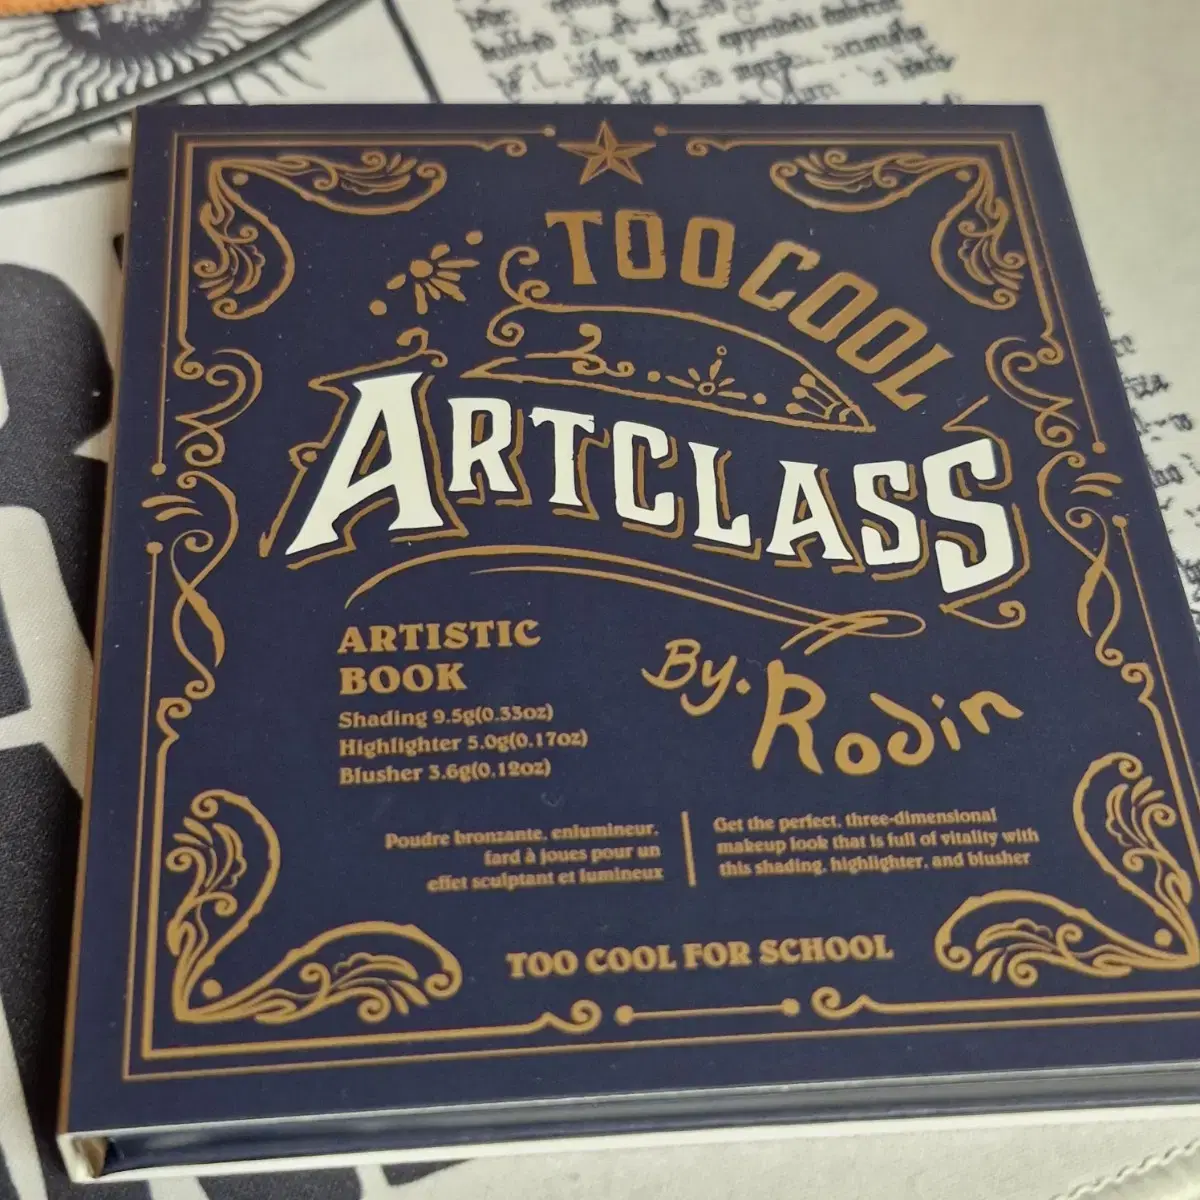 TOO COOL
ARTCLASS
By. Rodin
ARTISTIC
BOOK
Shading 9.5g(0.33oz)
Highlighter 5.0g(0.17oz)
Blusher 3.6g(0.12oz)
Poudre bronzante, enlumineur,
fard à joues pour un
effet sculptant et lumineux
Get the perfect, three-dimensional
makeup look that is full of vitality with
this shading, highlighter, and blusher
TOO COOL FOR SCHOOL